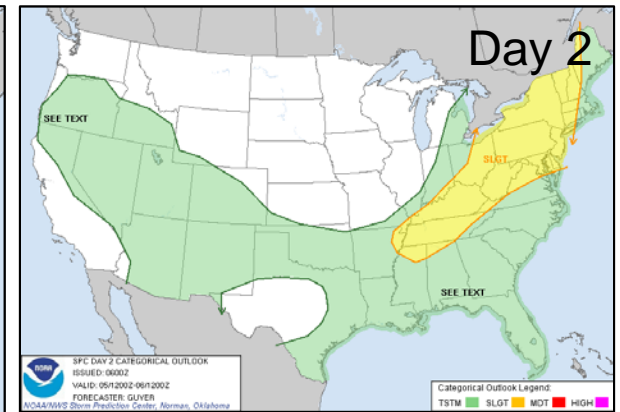 Day 2
SEE TEXT
SLGT
SEE TEXT
NOAA
SPC DAY 2 CATEGORICAL OUTLOOK
ISSUED: 0600Z
VALID: 05/1200Z-06/1200Z
FORECASTER: GUYER
NOAA/NWS Storm Prediction Center, Norman, Oklahoma
Categorical Outlook Legend:
TSTM SLGT MDT HIGH